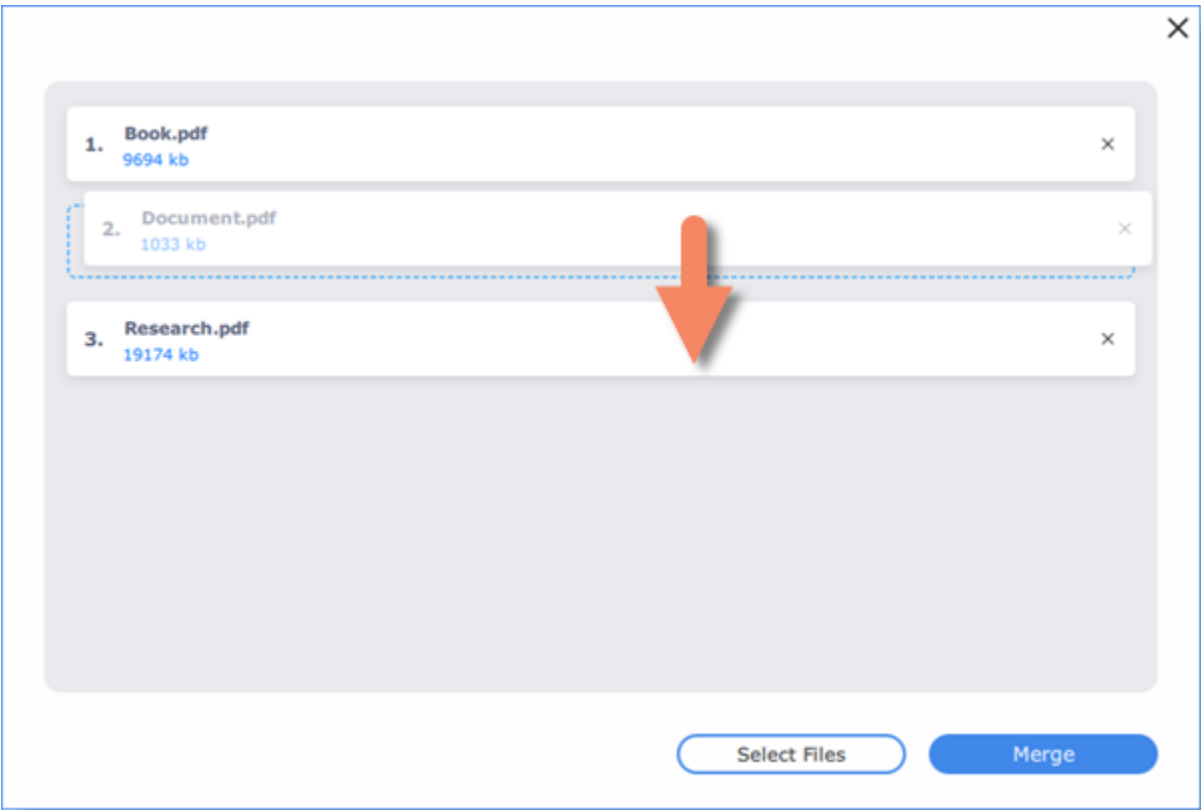 1. Book.pdf
9694 kb
2. Document.pdf
1033 kb
3. Research.pdf
19174 kb
Select Files Merge